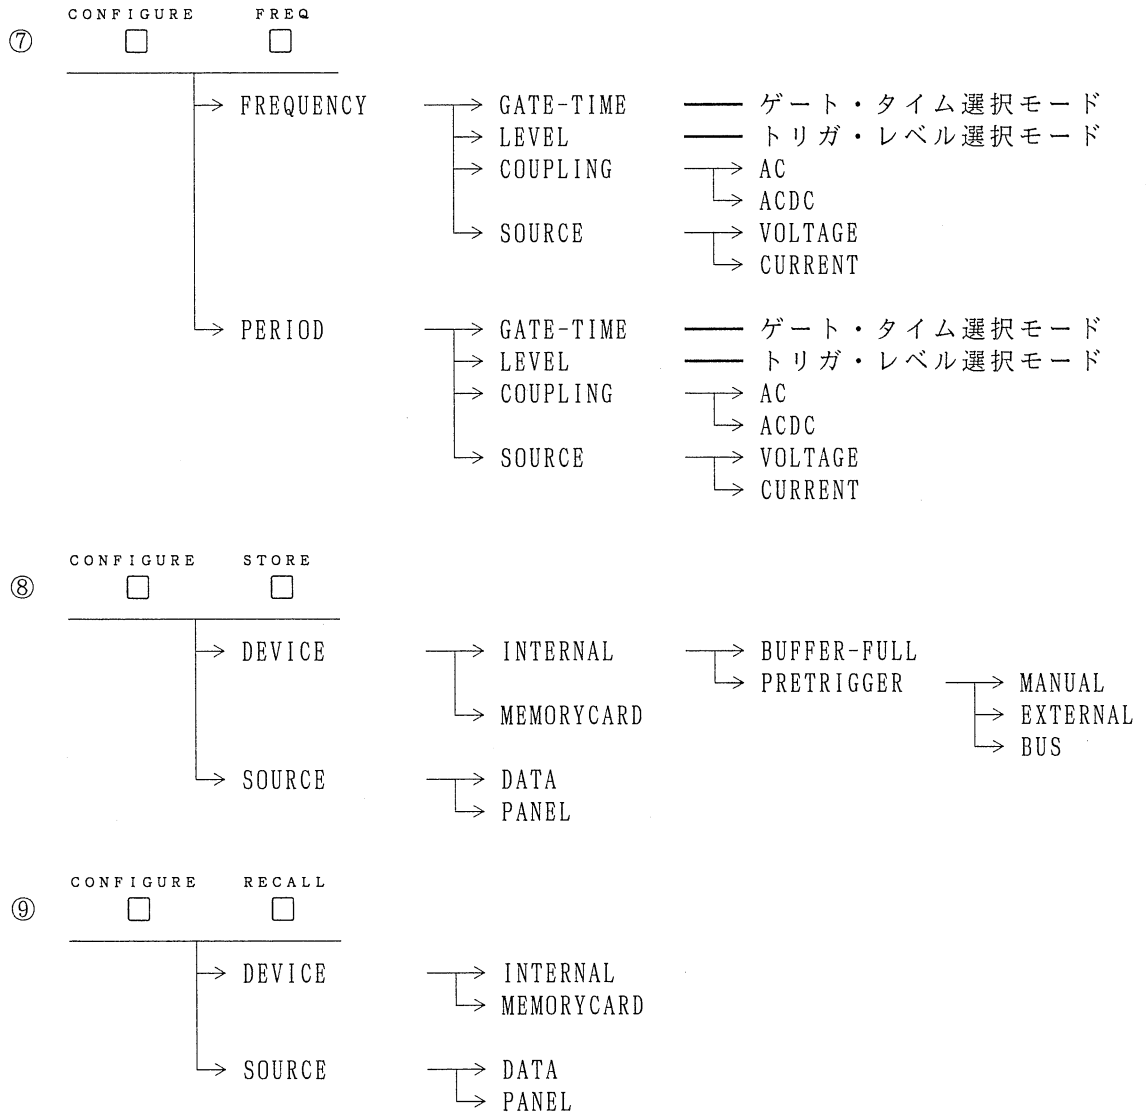 CONFIGURE FREQ
⑦
FREQUENCY GATE-TIME ゲート・タイム選択モード
LEVEL トリガ・レベル選択モード
COUPLING AC
ACDC
SOURCE VOLTAGE
CURRENT
PERIOD GATE-TIME ゲート・タイム選択モード
LEVEL トリガ・レベル選択モード
COUPLING AC
ACDC
SOURCE VOLTAGE
CURRENT
CONFIGURE STORE
⑧
DEVICE INTERNAL BUFFER-FULL
PRETRIGGER MANUAL
MEMORYCARD EXTERNAL
BUS
SOURCE DATA
PANEL
CONFIGURE RECALL
⑨
DEVICE INTERNAL
MEMORYCARD
SOURCE DATA
PANEL